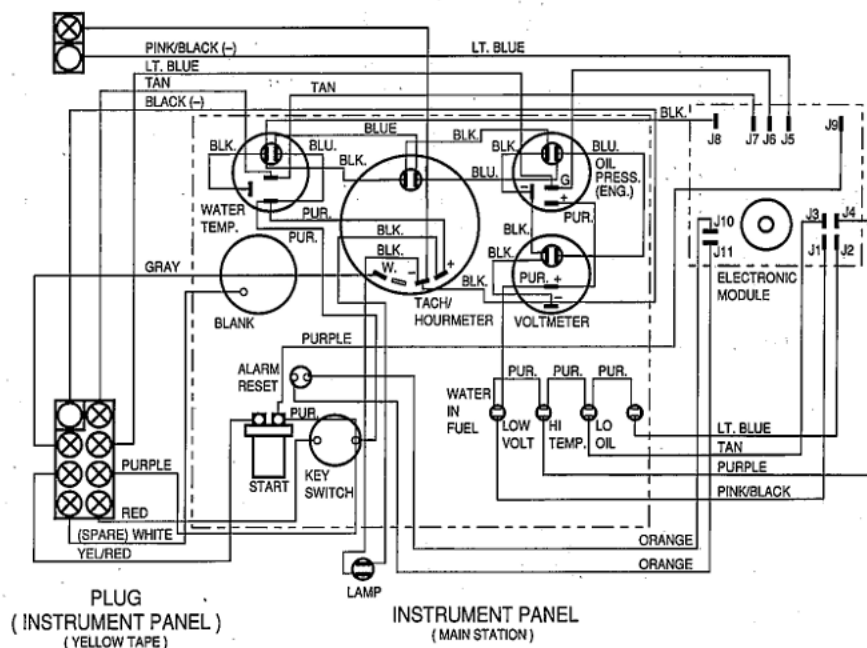 PINK/BLACK (–)
LT. BLUE
LT. BLUE
TAN
TAN
BLACK (–)
BLK.
BLUE
BLK.
BLK.
J8
J7
J6
J5
J9
BLK.
BLU.
BLK.
BLU.
G
BLK.
BLU.
OIL
PRESS.
(ENG.)
–
+
WATER
TEMP.
PUR.
PUR.
PUR.
BLK.
BLK.
BLK.
BLK.
J10
J11
J3
J4
J1
J2
GRAY
W.
–
+
BLK.
PUR.
+
–
BLANK
TACH/
HOURMETER
VOLTMETER
ELECTRONIC
MODULE
PURPLE
ALARM
RESET
WATER
IN
FUEL
PUR.
PUR.
PUR.
PUR.
LOW
VOLT
HI
TEMP.
LO
OIL
LT. BLUE
TAN
PURPLE
PURPLE
PINK/BLACK
START
KEY
SWITCH
RED
(SPARE) WHITE
YEL/RED
ORANGE
ORANGE
LAMP
PLUG
( INSTRUMENT PANEL )
( YELLOW TAPE )
INSTRUMENT PANEL
( MAIN STATION )